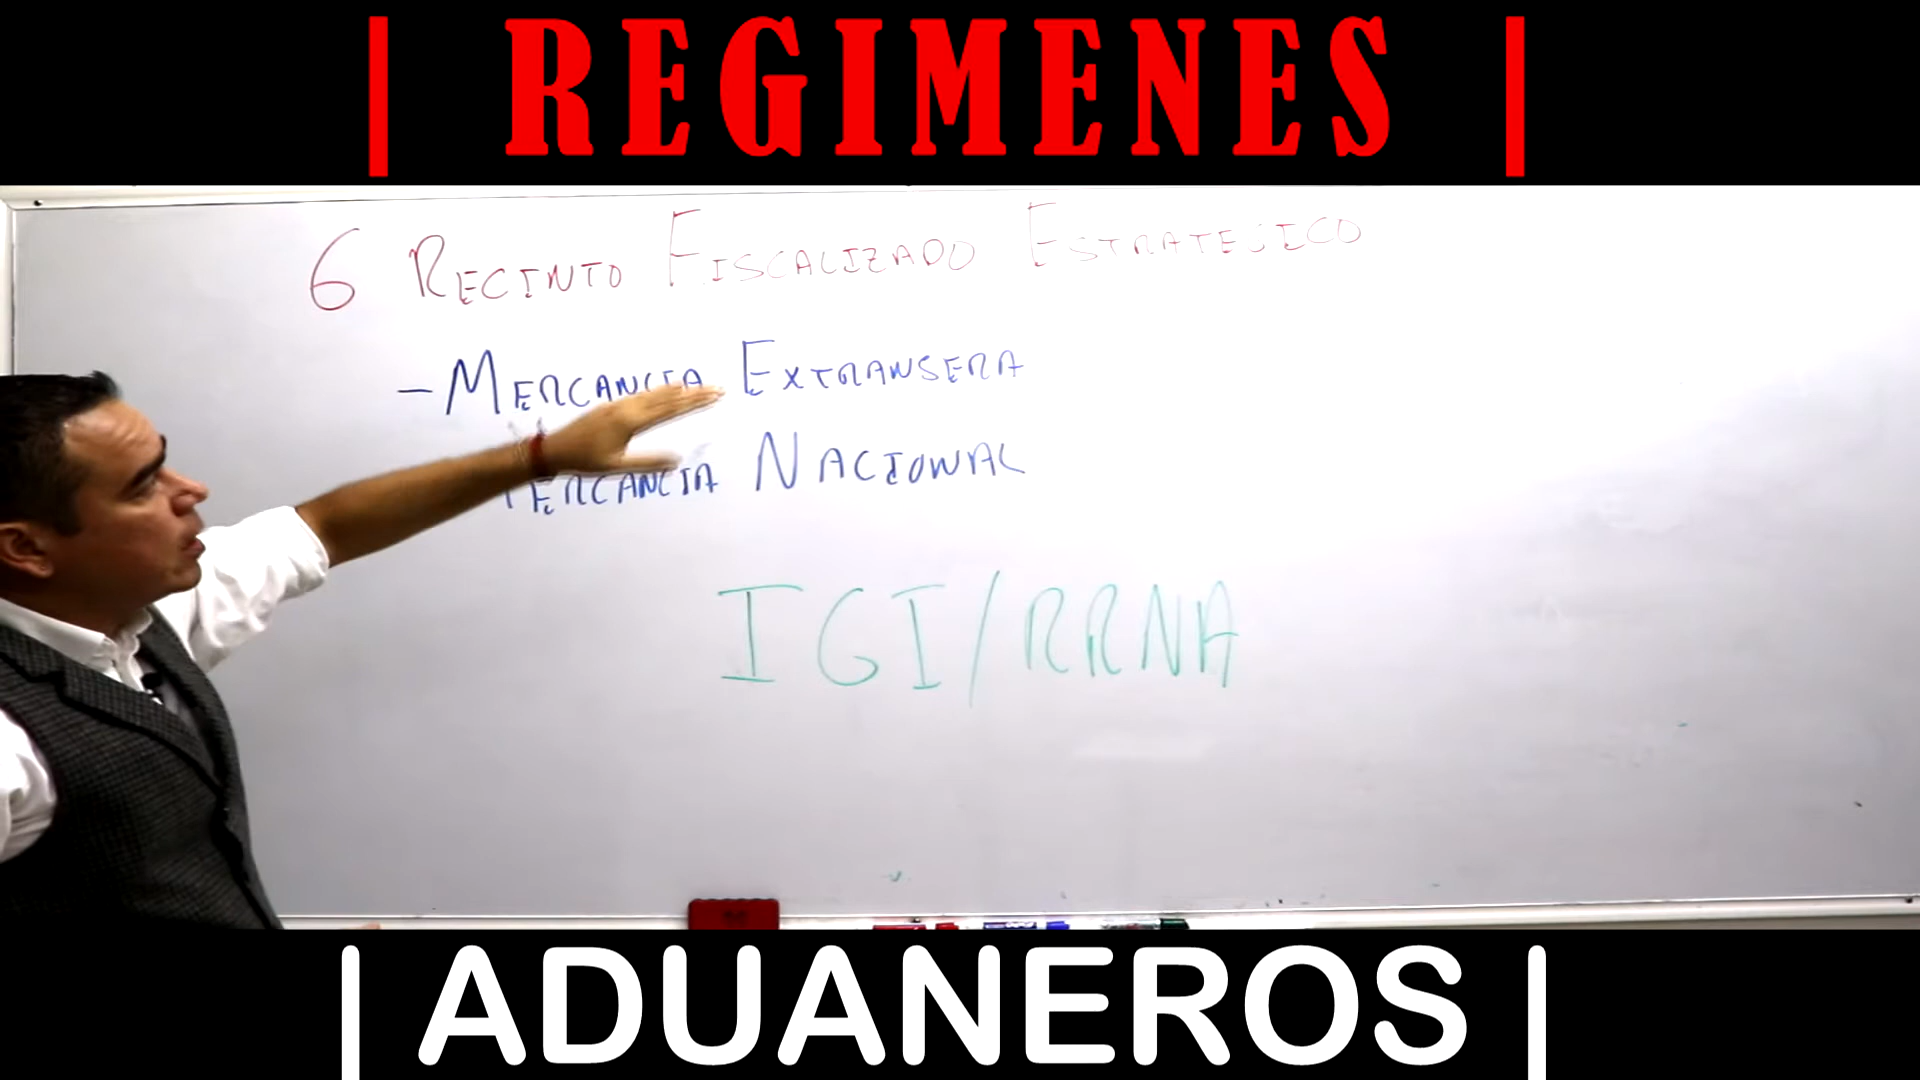 | REGIMENES |
6 RECINTO FISCALIZADO ESTRATEJICO
- MERCANCIA EXTRANJERA
MERCANCIA NACIONAL
IGI/RRNA
| ADUANEROS |